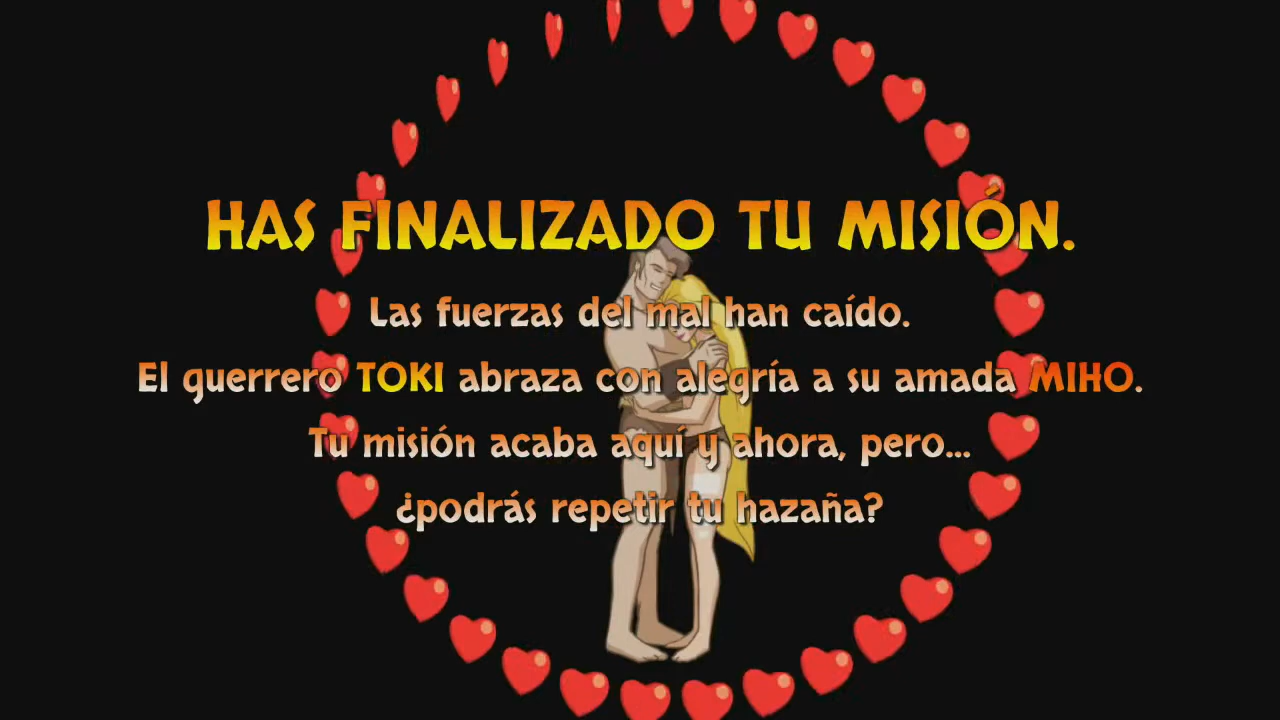 HAS FINALIZADO TU MISIÓN.
Las fuerzas del mal han caído.
El guerrero TOKI abraza con alegría a su amada MIHO.
Tu misión acaba aquí y ahora, pero...
¿podrás repetir tu hazaña?